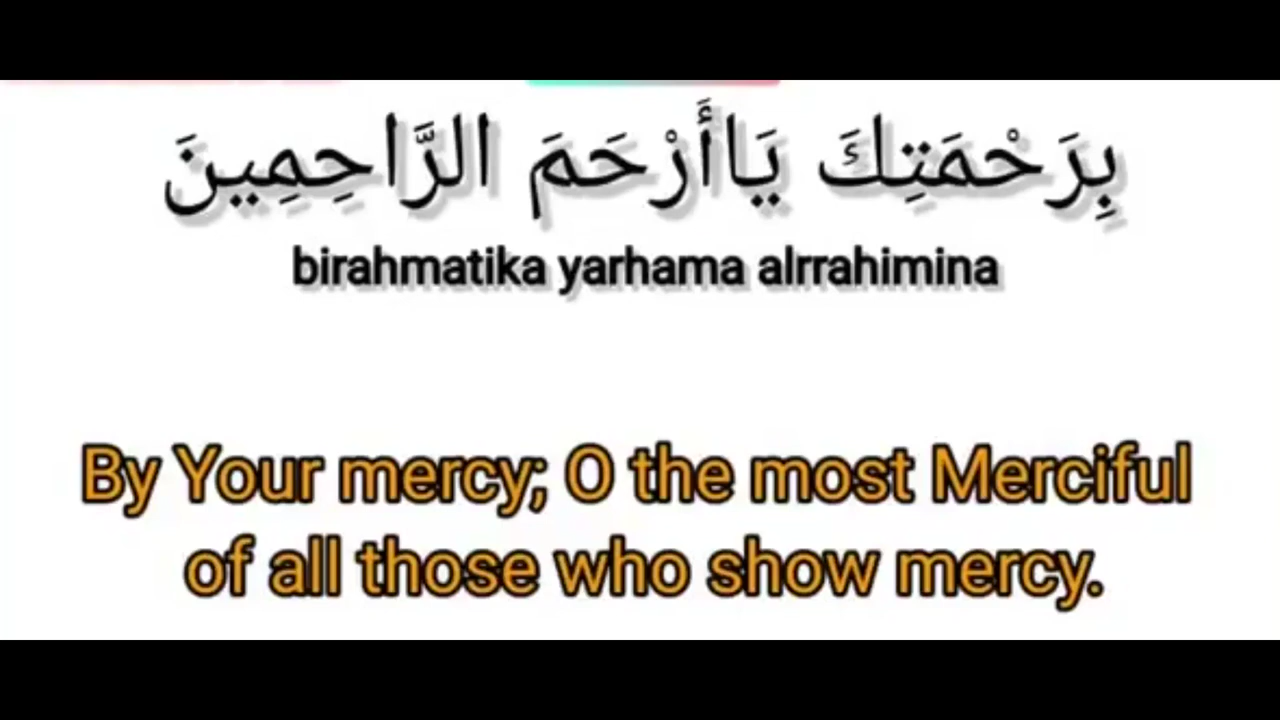 بِرَحْمَتِكَ يَاأَرْحَمَ الرَّاحِمِينَ
birahmatika yarhama alrrahimina
By Your mercy; O the most Merciful
of all those who show mercy.